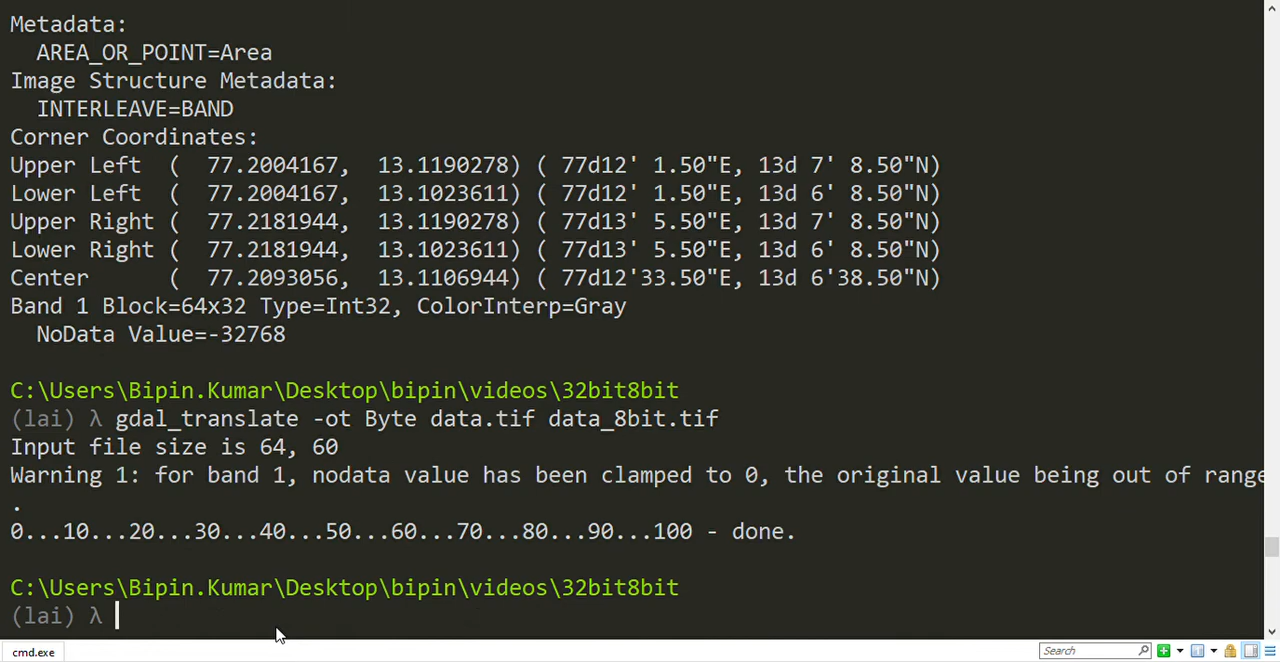 Metadata:
  AREA_OR_POINT=Area
Image Structure Metadata:
  INTERLEAVE=BAND
Corner Coordinates:
Upper Left  (  77.2004167,  13.1190278) ( 77d12' 1.50"E, 13d 7' 8.50"N)
Lower Left  (  77.2004167,  13.1023611) ( 77d12' 1.50"E, 13d 6' 8.50"N)
Upper Right (  77.2181944,  13.1190278) ( 77d13' 5.50"E, 13d 7' 8.50"N)
Lower Right (  77.2181944,  13.1023611) ( 77d13' 5.50"E, 13d 6' 8.50"N)
Center      (  77.2093056,  13.1106944) ( 77d12'33.50"E, 13d 6'38.50"N)
Band 1 Block=64x32 Type=Int32, ColorInterp=Gray
  NoData Value=-32768
C:\Users\Bipin.Kumar\Desktop\bipin\videos\32bit8bit
(lai) λ gdal_translate -ot Byte data.tif data_8bit.tif
Input file size is 64, 60
Warning 1: for band 1, nodata value has been clamped to 0, the original value being out of range
.
0...10...20...30...40...50...60...70...80...90...100 - done.
C:\Users\Bipin.Kumar\Desktop\bipin\videos\32bit8bit
(lai) λ
cmd.exe
Search